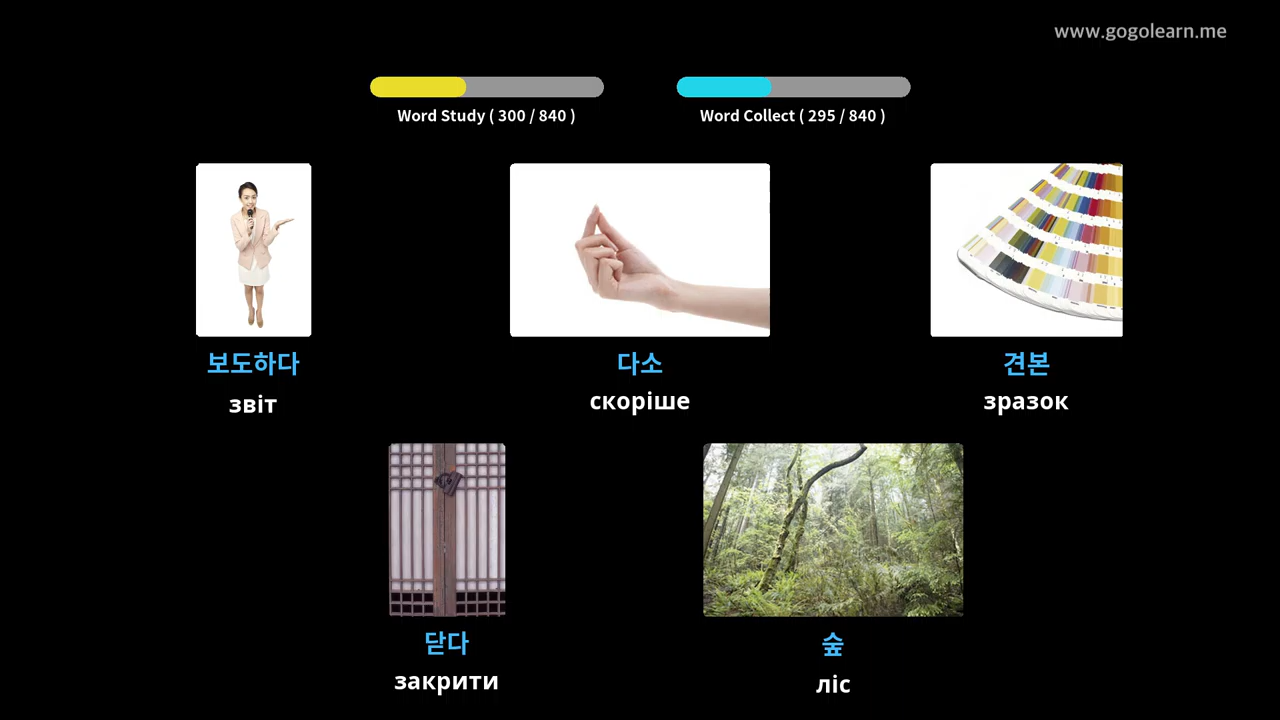 www.gogolearn.me
Word Study ( 300 / 840 )
Word Collect ( 295 / 840 )
보도하다
звіт
다소
скоріше
견본
зразок
닫다
закрити
숲
ліс